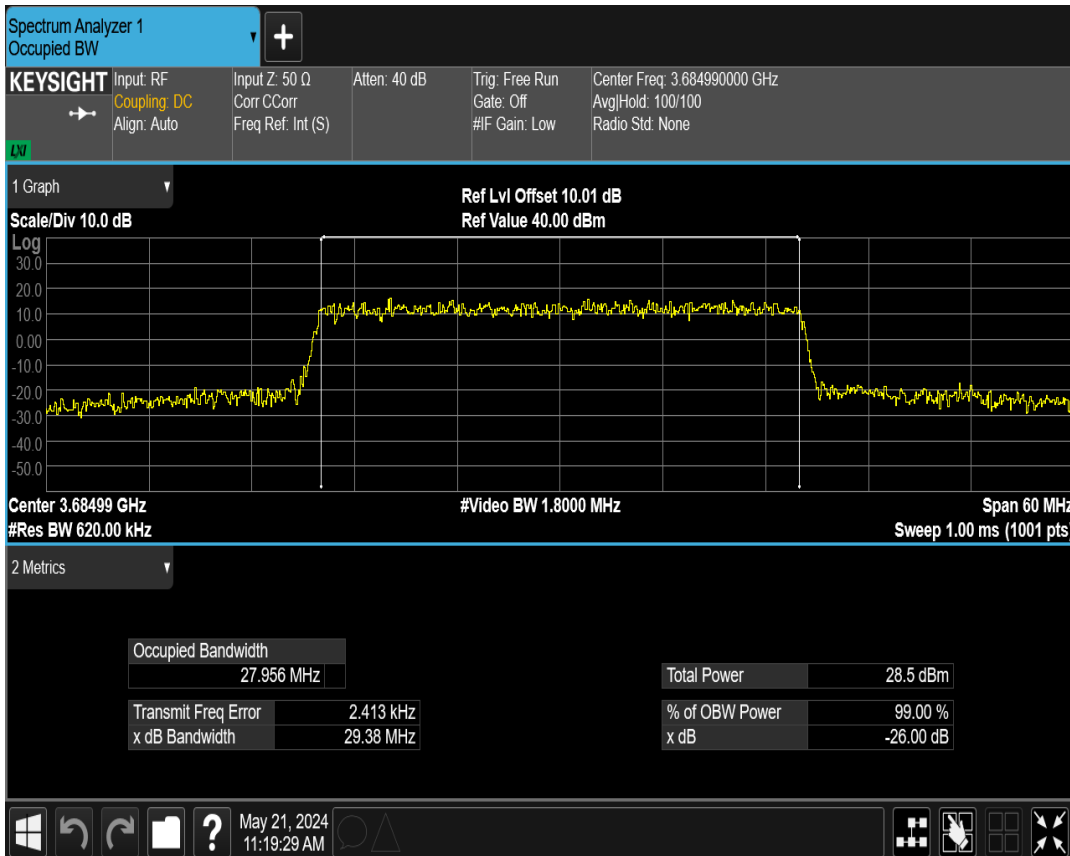 Spectrum Analyzer 1
Occupied BW
+
KEYSIGHT
LXI
Input: RF
Coupling: DC
Align: Auto
Input Z: 50 Ω
Corr CCorr
Freq Ref: Int (S)
Atten: 40 dB
Trig: Free Run
Gate: Off
#IF Gain: Low
Center Freq: 3.684990000 GHz
Avg|Hold: 100/100
Radio Std: None
1 Graph
Scale/Div 10.0 dB
Ref Lvl Offset 10.01 dB
Ref Value 40.00 dBm
Log
30.0
20.0
10.0
0.00
-10.0
-20.0
-30.0
-40.0
-50.0
Center 3.68499 GHz
#Video BW 1.8000 MHz
Span 60 MHz
#Res BW 620.00 kHz
Sweep 1.00 ms (1001 pts)
2 Metrics
Occupied Bandwidth
27.956 MHz
Transmit Freq Error 2.413 kHz
x dB Bandwidth 29.38 MHz
Total Power 28.5 dBm
% of OBW Power 99.00 %
x dB -26.00 dB
?
May 21, 2024
11:19:29 AM